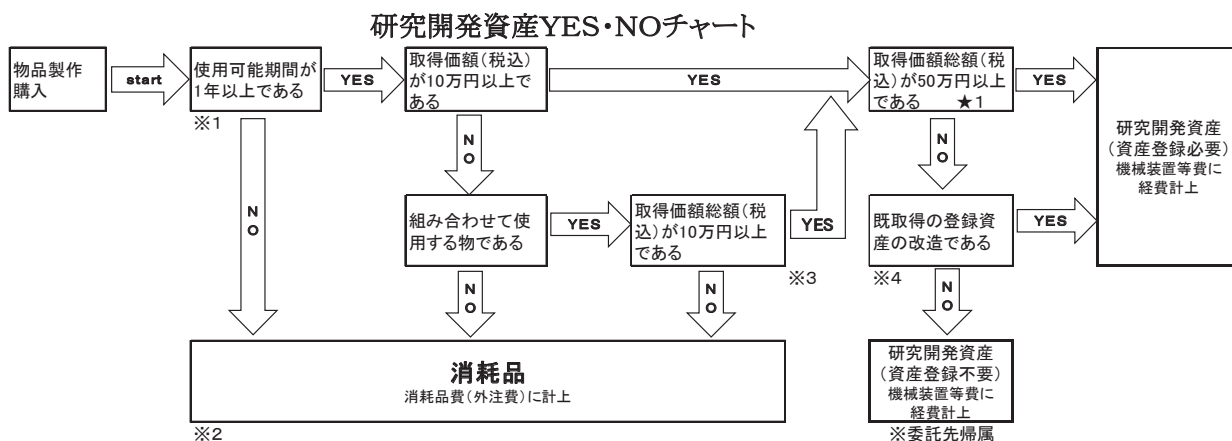 研究開発資産YES・NOチャート
物品製作
購入
start
使用可能期間が
1年以上である
※1
YES
取得価額(税込)
が10万円以上で
ある
YES
取得価額総額(税
込)が50万円以上
である ★1
YES
研究開発資産
(資産登録必要)
機械装置等費に
経費計上
NO
NO
NO
組み合わせて使
用する物である
YES
取得価額総額(税
込)が10万円以上
である
※3
YES
既取得の登録資
産の改造である
※4
YES
NO
NO
NO
消耗品
消耗品費(外注費)に計上
※2
研究開発資産
(資産登録不要)
機械装置等費に
経費計上
※委託先帰属